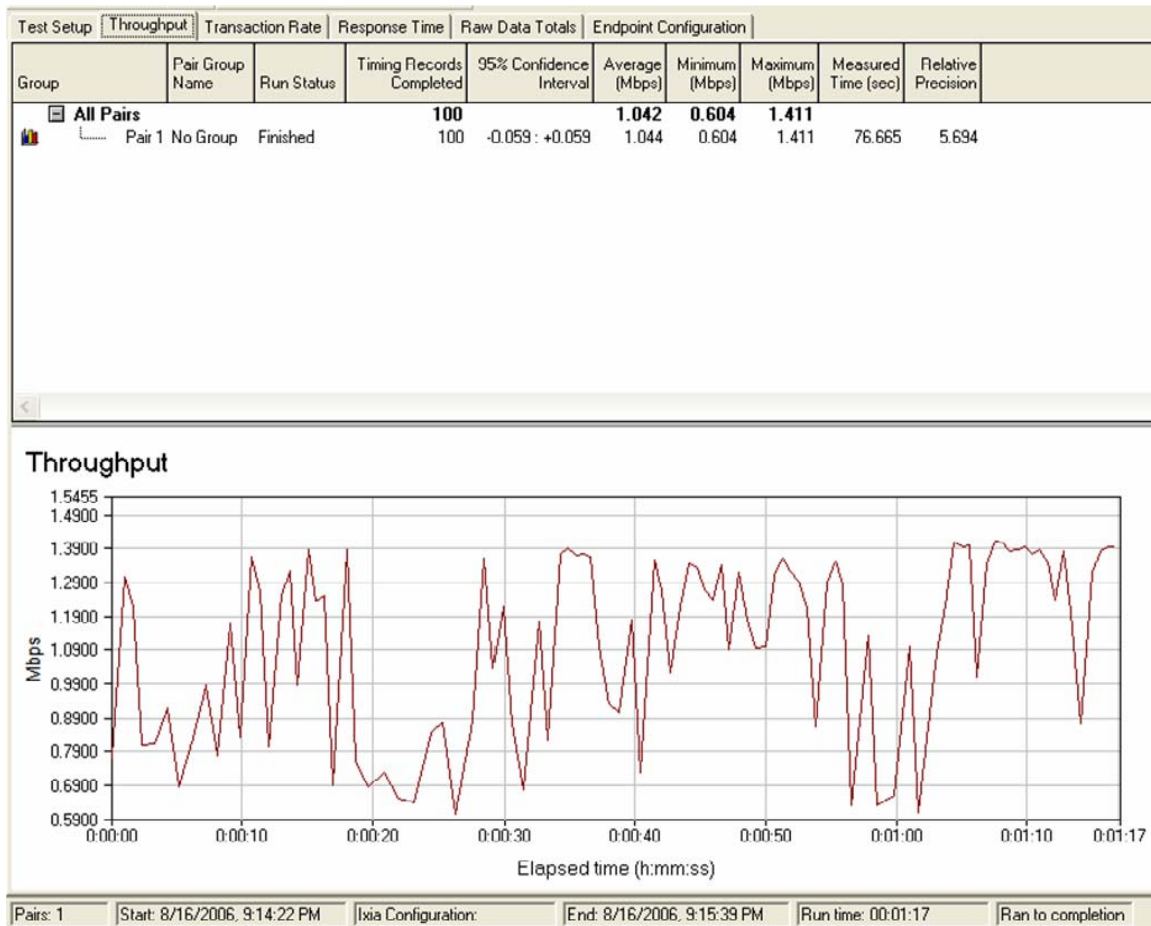 Test Setup Throughput Transaction Rate Response Time Raw Data Totals Endpoint Configuration
Group Pair Group Name Run Status Timing Records Completed 95% Confidence Interval Average (Mbps) Minimum (Mbps) Maximum (Mbps) Measured Time (sec) Relative Precision
All Pairs 100 1.042 0.604 1.411
Pair 1 No Group Finished 100 -0.059 : +0.059 1.044 0.604 1.411 76.665 5.694
Throughput
1.5455
1.4900
1.3900
1.2900
1.1900
1.0900
0.9900
0.8900
0.7900
0.6900
0.5900
Mbps
0:00:00 0:00:10 0:00:20 0:00:30 0:00:40 0:00:50 0:01:00 0:01:10 0:01:17
Elapsed time (h:mm:ss)
Pairs: 1 Start: 8/16/2006, 9:14:22 PM Ixia Configuration: End: 8/16/2006, 9:15:39 PM Run time: 00:01:17 Ran to completion